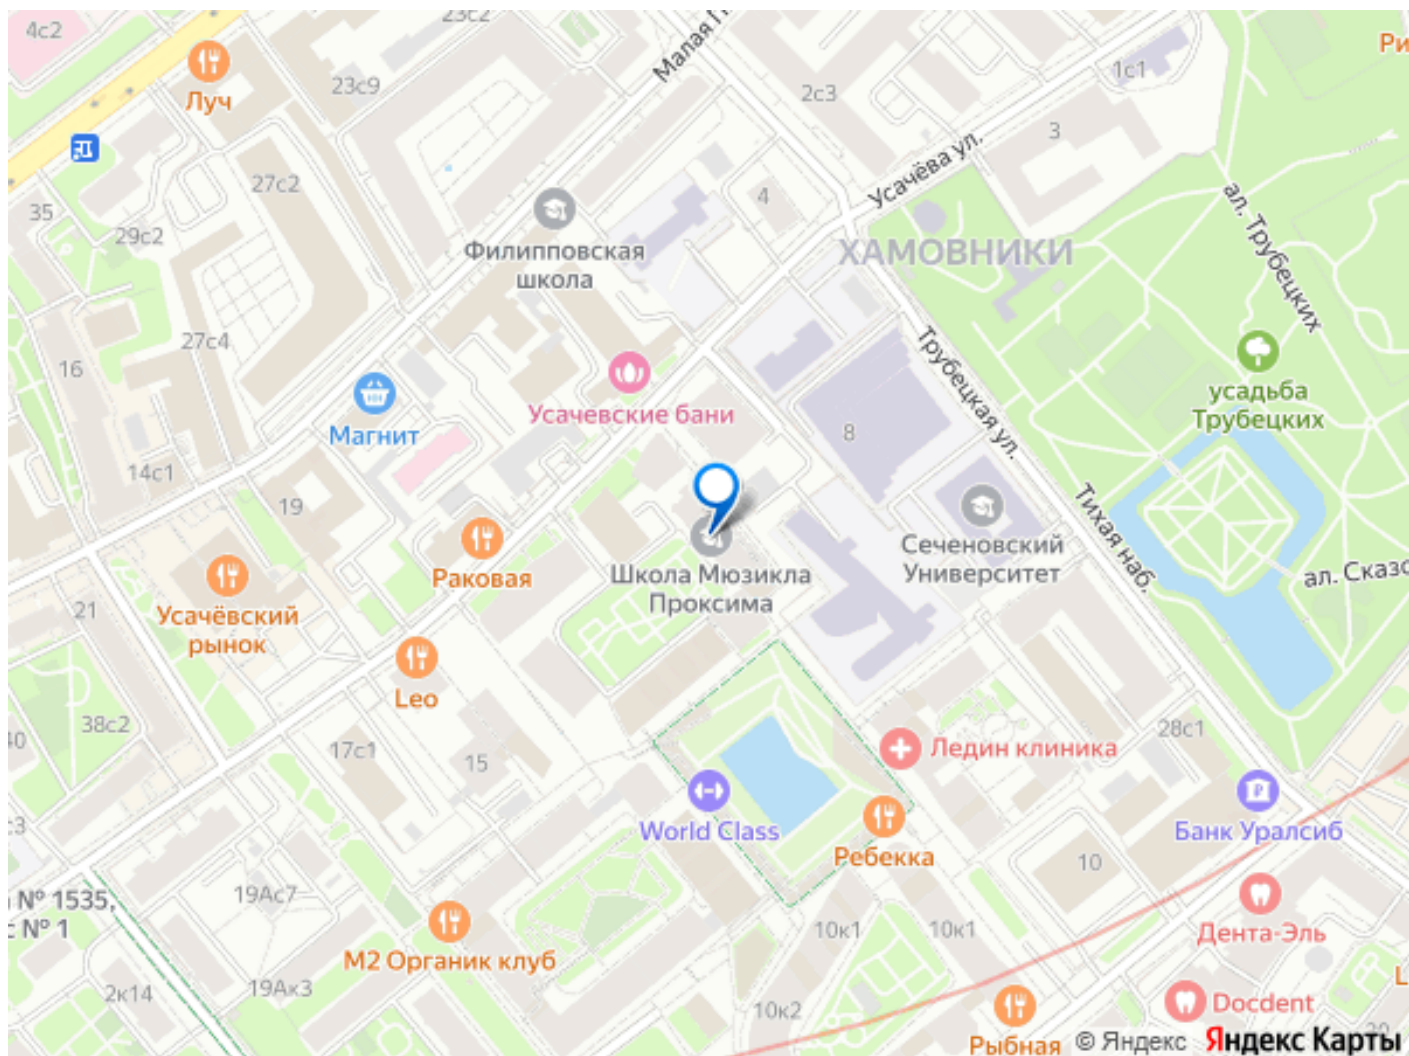 4с2
23с2
Малая П
Ри
Луч
23с9
2с3
1с1
3
Усачёва ул.
ал. Трубецких
27с2
4
35
29с2
Филипповская
школа
ХАМОВНИКИ
27с4
16
Трубецкая ул.
усадьба
Трубецких
Усачевские бани
Магнит
8
14с1
19
Тихая наб.
Сеченовский
Университет
Раковая
Школа Мюзикла
Проксима
ал. Сказо
21
Усачёвский
рынок
Leo
38с2
40
17с1
15
28с1
Ледин клиника
World Class
Ребекка
Банк Уралсиб
с3
10
19Ас7
№ 1535,
с № 1
10к1
10к1
Дента-Эль
М2 Органик клуб
2к14
19Ак3
10к2
Docdent
Рыбная
© Яндекс
Яндекс Карты